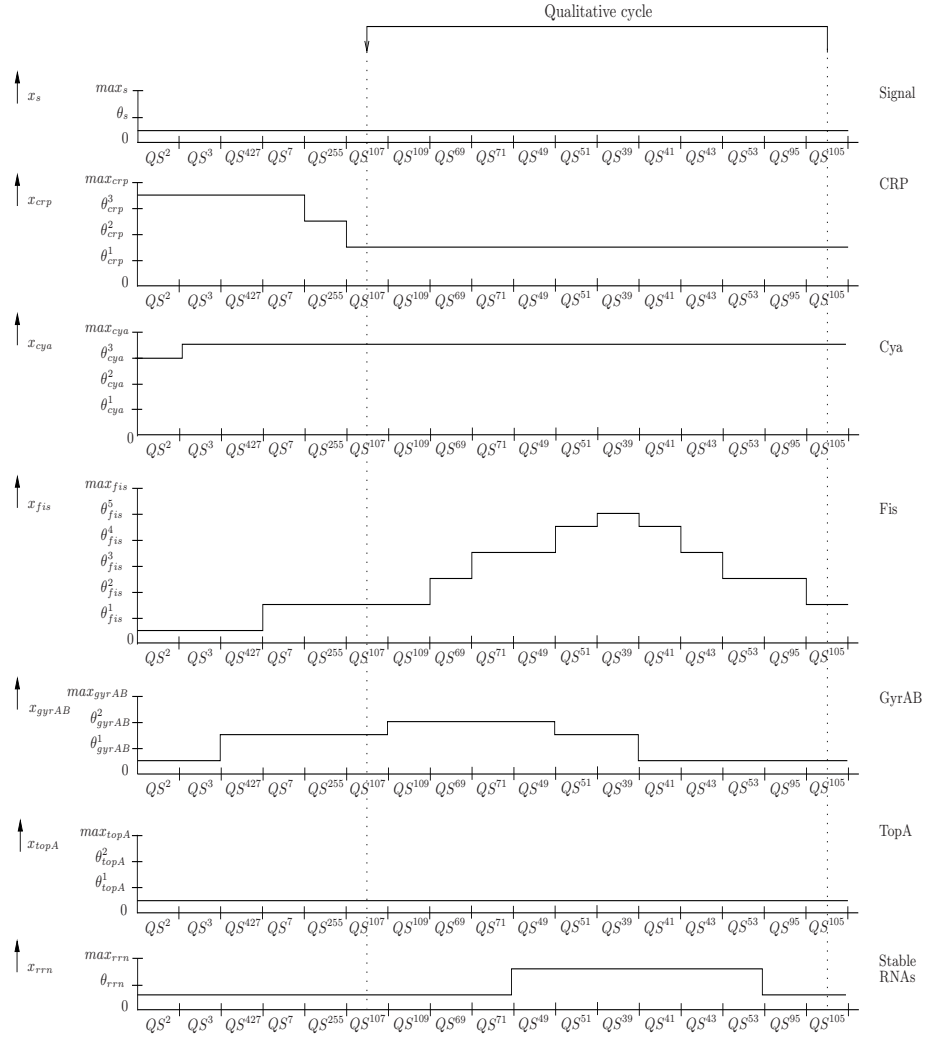 Qualitative cycle
x_s
max_s
θ_s
0
Signal
QS^2 QS^3 QS^427 QS^7 QS^255 QS^107 QS^109 QS^69 QS^71 QS^49 QS^51 QS^39 QS^41 QS^43 QS^53 QS^95 QS^105
x_crp
max_crp
θ^3_crp
θ^2_crp
θ^1_crp
0
CRP
QS^2 QS^3 QS^427 QS^7 QS^255 QS^107 QS^109 QS^69 QS^71 QS^49 QS^51 QS^39 QS^41 QS^43 QS^53 QS^95 QS^105
x_cya
max_cya
θ^3_cya
θ^2_cya
θ^1_cya
0
Cya
QS^2 QS^3 QS^427 QS^7 QS^255 QS^107 QS^109 QS^69 QS^71 QS^49 QS^51 QS^39 QS^41 QS^43 QS^53 QS^95 QS^105
x_fis
max_fis
θ^5_fis
θ^4_fis
θ^3_fis
θ^2_fis
θ^1_fis
0
Fis
QS^2 QS^3 QS^427 QS^7 QS^255 QS^107 QS^109 QS^69 QS^71 QS^49 QS^51 QS^39 QS^41 QS^43 QS^53 QS^95 QS^105
x_gyrAB
max_gyrAB
θ^2_gyrAB
θ^1_gyrAB
0
GyrAB
QS^2 QS^3 QS^427 QS^7 QS^255 QS^107 QS^109 QS^69 QS^71 QS^49 QS^51 QS^39 QS^41 QS^43 QS^53 QS^95 QS^105
x_topA
max_topA
θ^2_topA
θ^1_topA
0
TopA
QS^2 QS^3 QS^427 QS^7 QS^255 QS^107 QS^109 QS^69 QS^71 QS^49 QS^51 QS^39 QS^41 QS^43 QS^53 QS^95 QS^105
x_rrn
max_rrn
θ_rrn
0
Stable
RNAs
QS^2 QS^3 QS^427 QS^7 QS^255 QS^107 QS^109 QS^69 QS^71 QS^49 QS^51 QS^39 QS^41 QS^43 QS^53 QS^95 QS^105